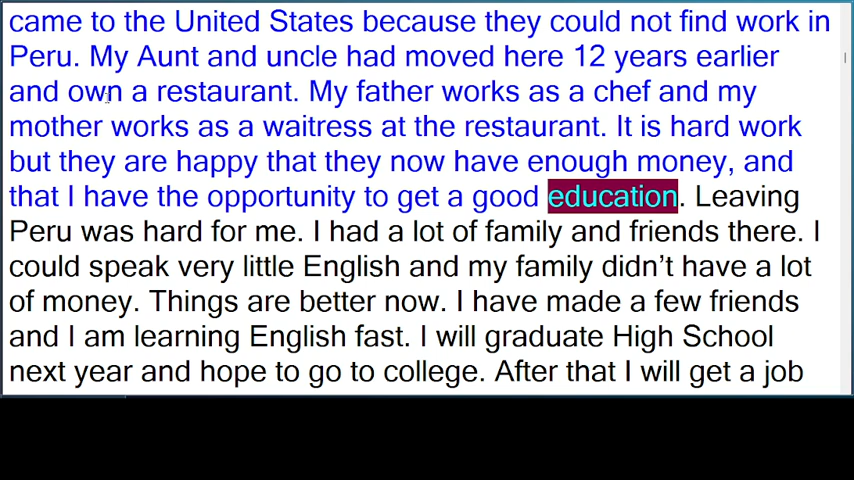 came to the United States because they could not find work in
Peru. My Aunt and uncle had moved here 12 years earlier
and own a restaurant. My father works as a chef and my
mother works as a waitress at the restaurant. It is hard work
but they are happy that they now have enough money, and
that I have the opportunity to get a good education. Leaving
Peru was hard for me. I had a lot of family and friends there. I
could speak very little English and my family didn’t have a lot
of money. Things are better now. I have made a few friends
and I am learning English fast. I will graduate High School
next year and hope to go to college. After that I will get a job